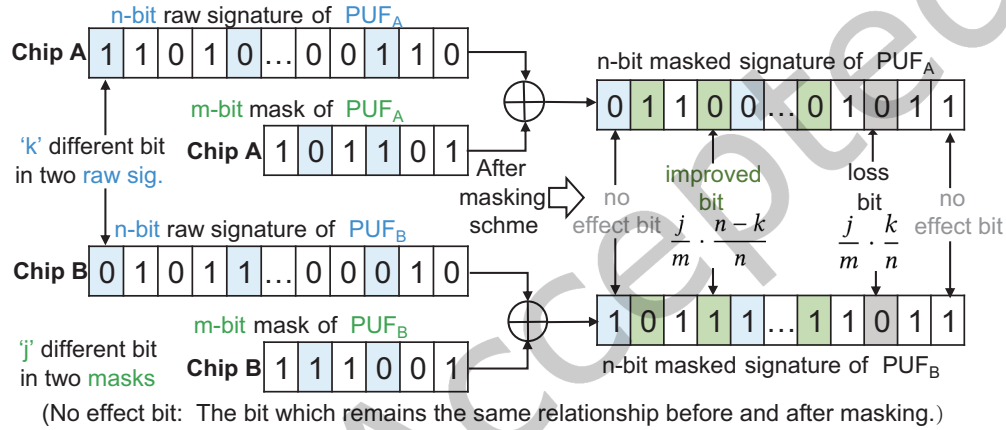 n-bit raw signature of PUF_A
Chip A 1 1 0 1 0 ... 0 0 1 1 0
m-bit mask of PUF_A
Chip A 1 0 1 1 0 1
'k' different bit
in two raw sig.
n-bit raw signature of PUF_B
Chip B 0 1 0 1 1 ... 0 0 0 1 0
m-bit mask of PUF_B
Chip B 1 1 1 0 0 1
'j' different bit
in two masks
After
masking
schme
n-bit masked signature of PUF_A
0 1 1 0 0 ... 0 1 0 1 1
no
effect bit
improved
bit
j/m · n − k/n
loss
bit
j/m · k/n
no
effect bit
1 0 1 1 1 ... 1 1 0 1 1
n-bit masked signature of PUF_B
(No effect bit: The bit which remains the same relationship before and after masking.)
Accepted